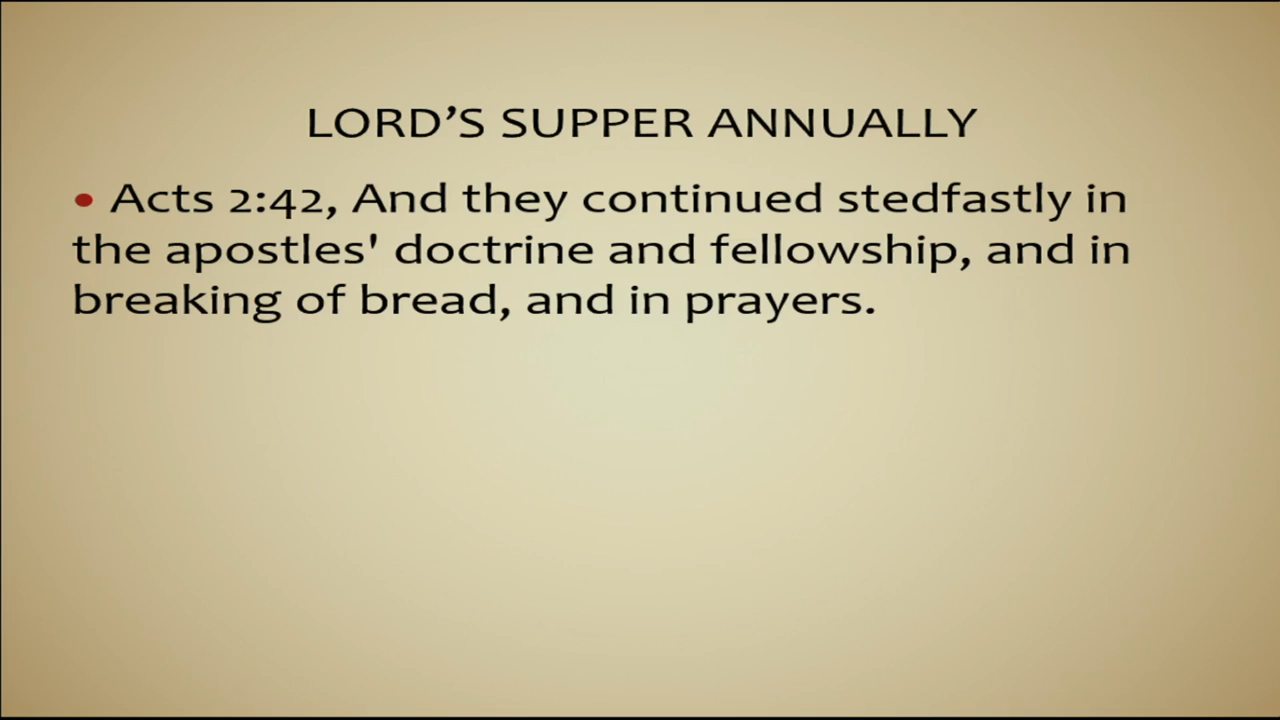 LORD’S SUPPER ANNUALLY
• Acts 2:42, And they continued stedfastly in
the apostles' doctrine and fellowship, and in
breaking of bread, and in prayers.